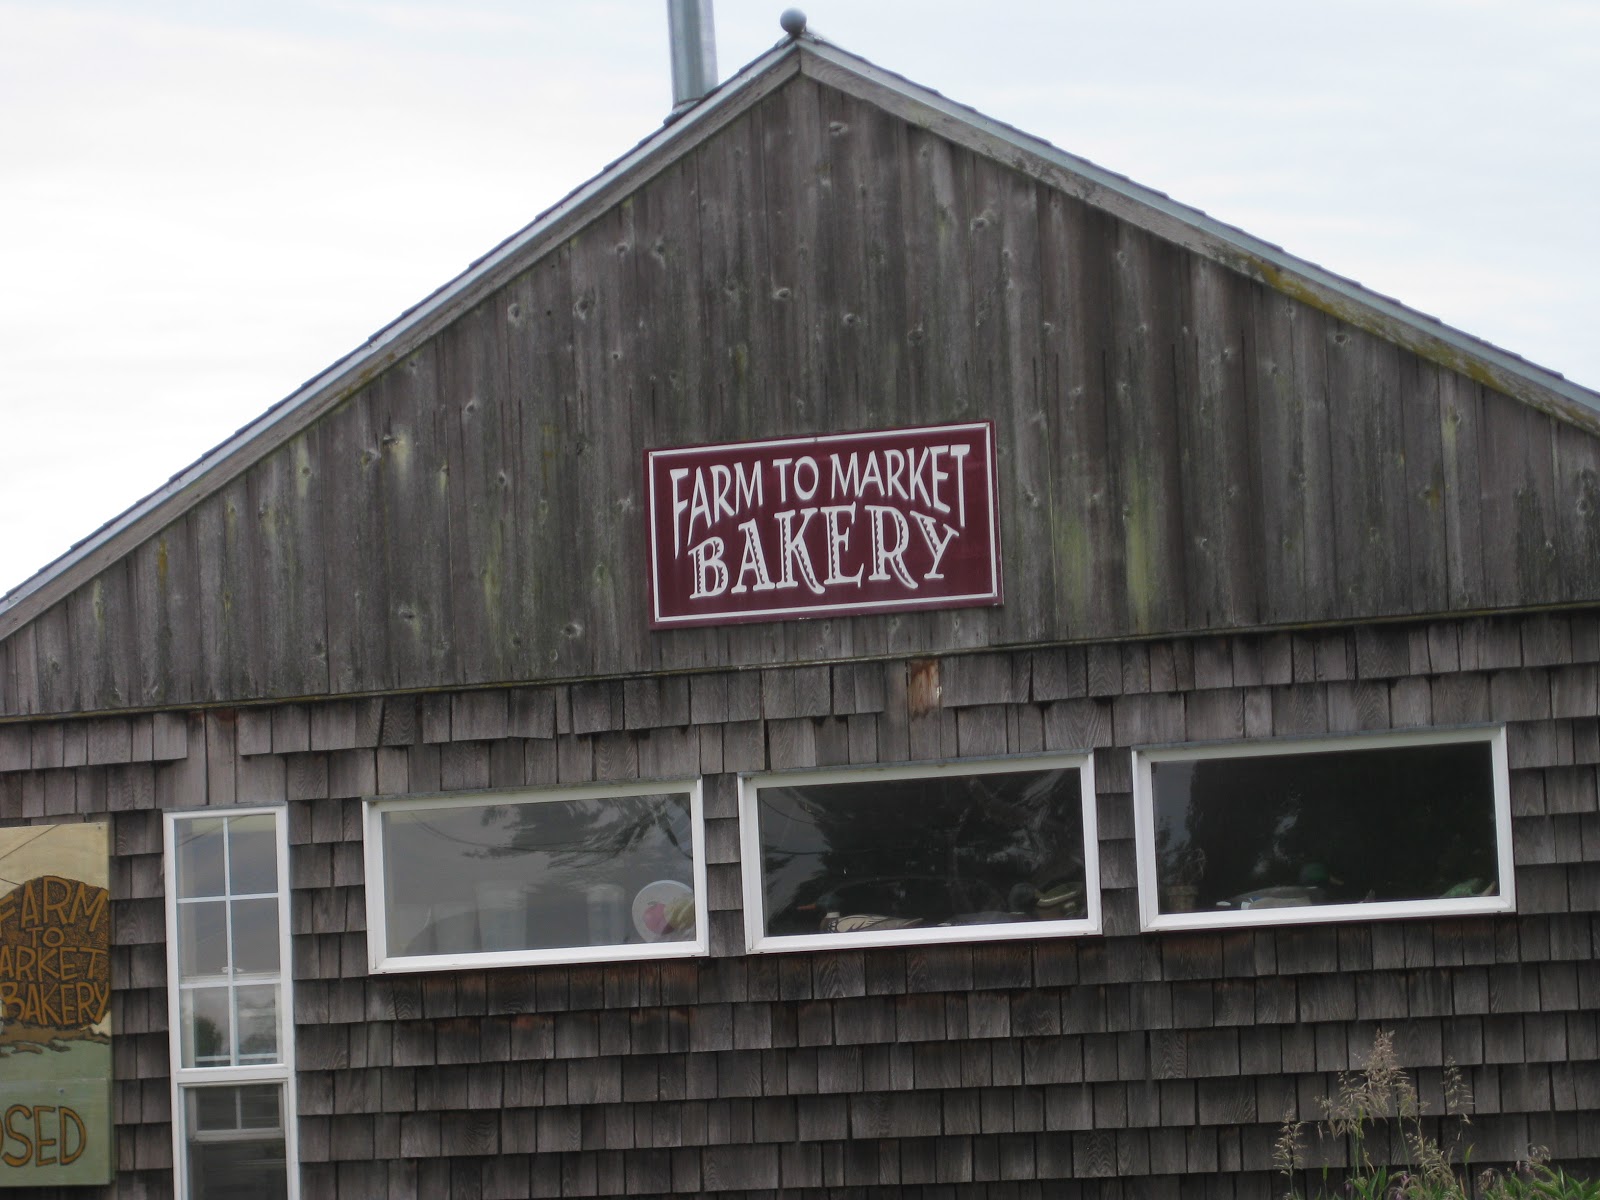 FARM TO MARKET
BAKERY
FARM
TO
ARKET
BAKERY
OSED